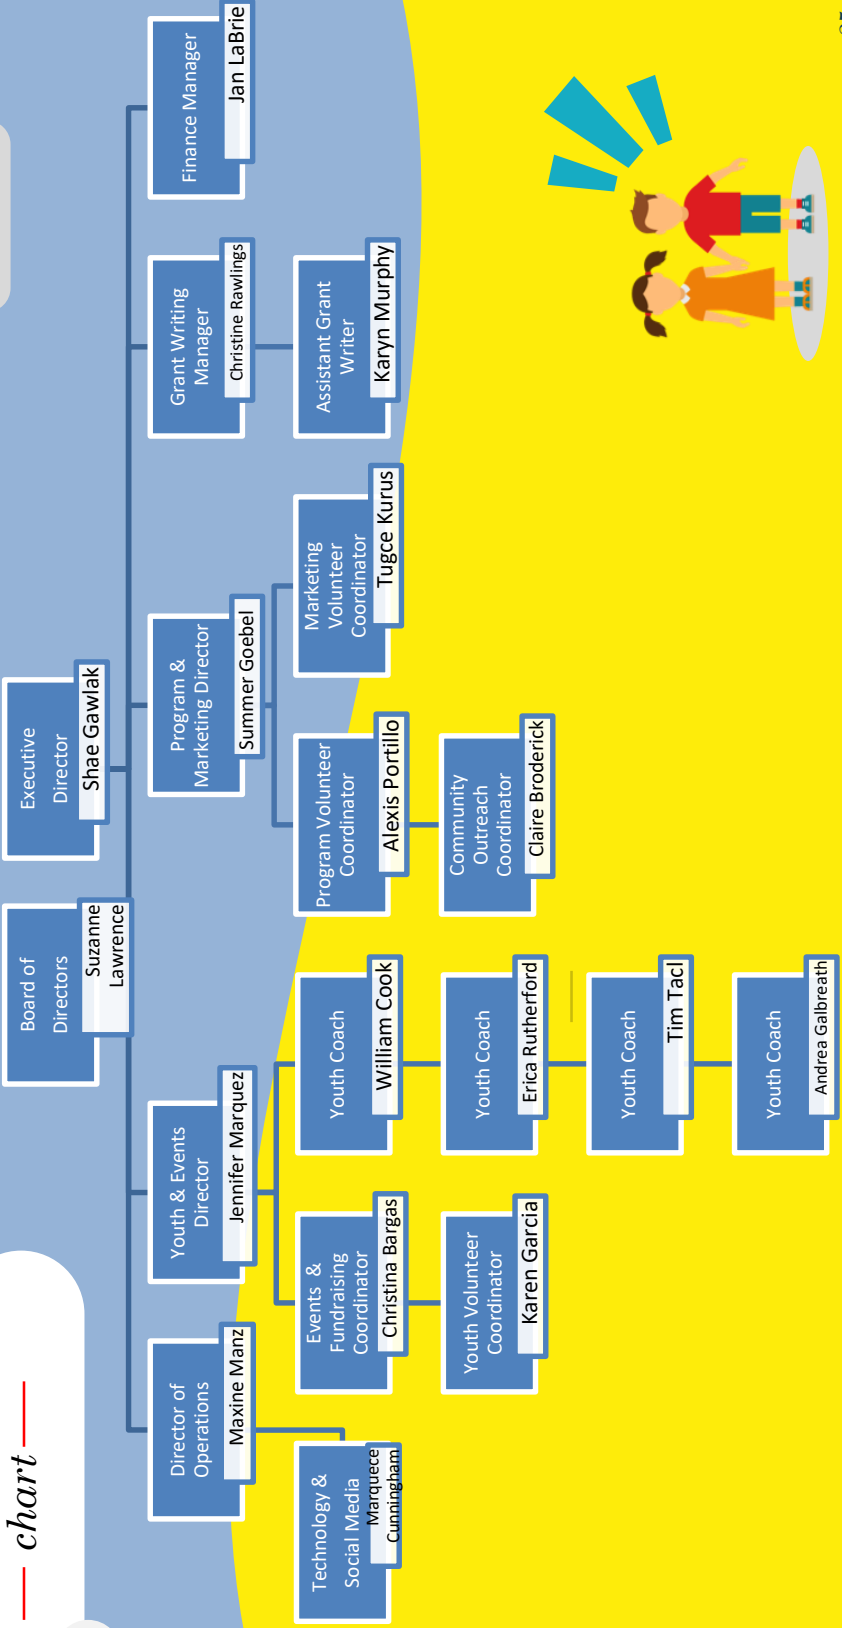 chart
Board of
Directors
Suzanne
Lawrence
Executive
Director
Shae Gawlak
Director of
Operations
Maxine Manz
Youth & Events
Director
Jennifer Marquez
Program &
Marketing Director
Summer Goebel
Grant Writing
Manager
Christine Rawlings
Finance Manager
Jan LaBrie
Technology &
Social Media
Marquece
Cunningham
Events &
Fundraising
Coordinator
Christina Bargas
Youth Coach
William Cook
Program Volunteer
Coordinator
Alexis Portillo
Marketing
Volunteer
Coordinator
Tugce Kurus
Assistant Grant
Writer
Karyn Murphy
Youth Volunteer
Coordinator
Karen Garcia
Youth Coach
Erica Rutherford
Community
Outreach
Coordinator
Claire Broderick
Youth Coach
Tim Tacl
Youth Coach
Andrea Galbreath